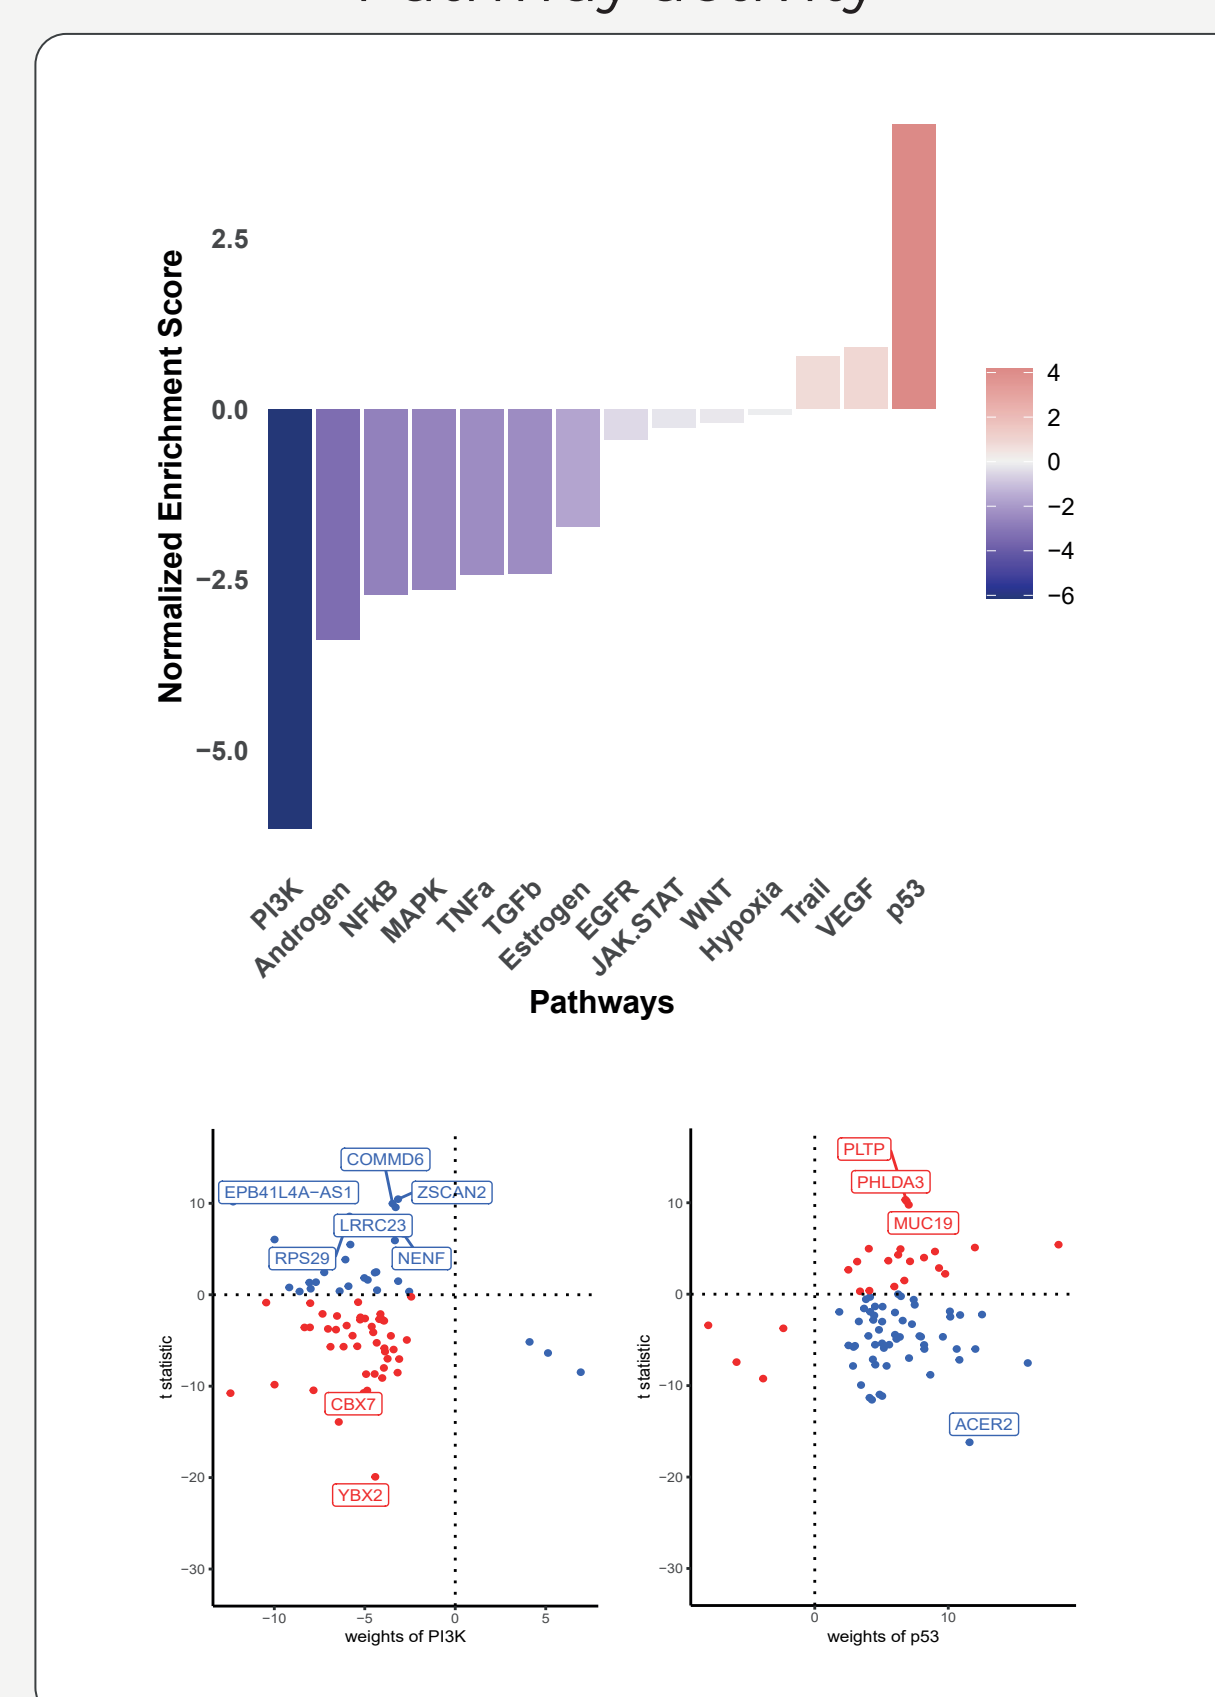 Pathway activity
Normalized Enrichment Score
2.5
0.0
−2.5
−5.0
4
2
0
−2
−4
−6
PI3K
Androgen
NFkB
MAPK
TNFa
TGFb
Estrogen
EGFR
JAK.STAT
WNT
Hypoxia
Trail
VEGF
p53
Pathways
t statistic
10
0
−10
−20
−30
COMMD6
EPB41L4A−AS1
ZSCAN2
LRRC23
RPS29
NENF
CBX7
YBX2
−10
−5
0
5
weights of PI3K
t statistic
10
0
−10
−20
−30
PLTP
PHLDA3
MUC19
ACER2
0
10
weights of p53